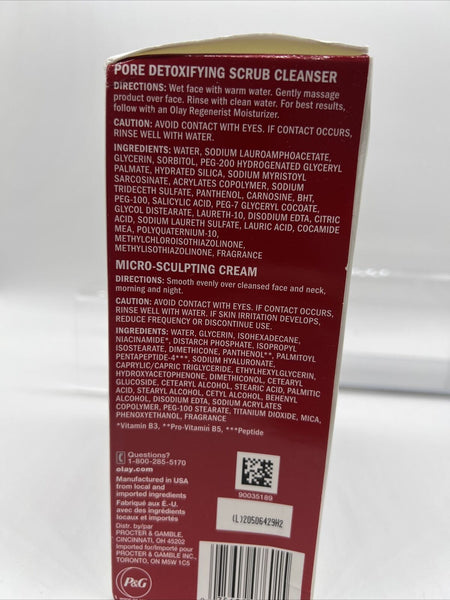 PORE DETOXIFYING SCRUB CLEANSER
DIRECTIONS: Wet face with warm water. Gently massage
product over face. Rinse with clean water. For best results,
follow with an Olay Regenerist Moisturizer.
CAUTION: AVOID CONTACT WITH EYES. IF CONTACT OCCURS,
RINSE WELL WITH WATER.
INGREDIENTS: WATER, SODIUM LAUROAMPHOACETATE,
GLYCERIN, SORBITOL, PEG-200 HYDROGENATED GLYCERYL
PALMATE, HYDRATED SILICA, SODIUM MYRISTOYL
SARCOSINATE, ACRYLATES COPOLYMER, SODIUM
TRIDECETH SULFATE, PANTHENOL, CARNOSINE, BHT,
PEG-100, SALICYLIC ACID, PEG-7 GLYCERYL COCOATE,
GLYCOL DISTEARATE, LAURETH-10, DISODIUM EDTA, CITRIC
ACID, SODIUM LAURETH SULFATE, LAURIC ACID, COCAMIDE
MEA, POLYQUATERNIUM-10,
METHYLCHLOROISOTHIAZOLINONE,
METHYLISOTHIAZOLINONE, FRAGRANCE
MICRO-SCULPTING CREAM
DIRECTIONS: Smooth evenly over cleansed face and neck,
morning and night.
CAUTION: AVOID CONTACT WITH EYES. IF CONTACT OCCURS,
RINSE WELL WITH WATER. IF SKIN IRRITATION DEVELOPS,
REDUCE FREQUENCY OR DISCONTINUE USE.
INGREDIENTS: WATER, GLYCERIN, ISOHEXADECANE,
NIACINAMIDE*, DISTARCH PHOSPHATE, ISOPROPYL
ISOSTEARATE, DIMETHICONE, PANTHENOL**, PALMITOYL
PENTAPEPTIDE-4***, SODIUM HYALURONATE,
CAPRYLIC/CAPRIC TRIGLYCERIDE, ETHYLHEXYLGLYCERIN,
HYDROXYACETOPHENONE, DIMETHICONOL, CETEARYL
GLUCOSIDE, CETEARYL ALCOHOL, STEARIC ACID, PALMITIC
ACID, STEARYL ALCOHOL, CETYL ALCOHOL, BEHENYL
ALCOHOL, DISODIUM EDTA, SODIUM ACRYLATES
COPOLYMER, PEG-100 STEARATE, TITANIUM DIOXIDE, MICA,
PHENOXYETHANOL, FRAGRANCE
*Vitamin B3, **Pro-Vitamin B5, ***Peptide
Questions?
1-800-285-5170
olay.com
Manufactured in USA
from local and
imported ingredients
Fabriqué aux É.-U.
avec des ingrédients
locaux et importés
Distr. by/par
PROCTER & GAMBLE,
CINCINNATI, OH 45202
Imported for/Importé pour
PROCTER & GAMBLE INC.,
TORONTO, ON M5W 1C5
P&G
90035189
(L)20506429H2